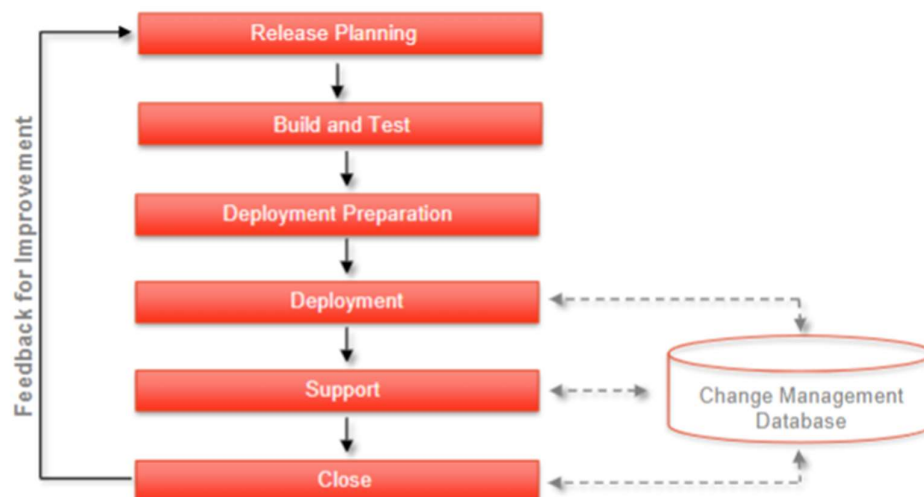 Release Planning
Build and Test
Deployment Preparation
Deployment
Support
Close
Feedback for Improvement
Change Management
Database